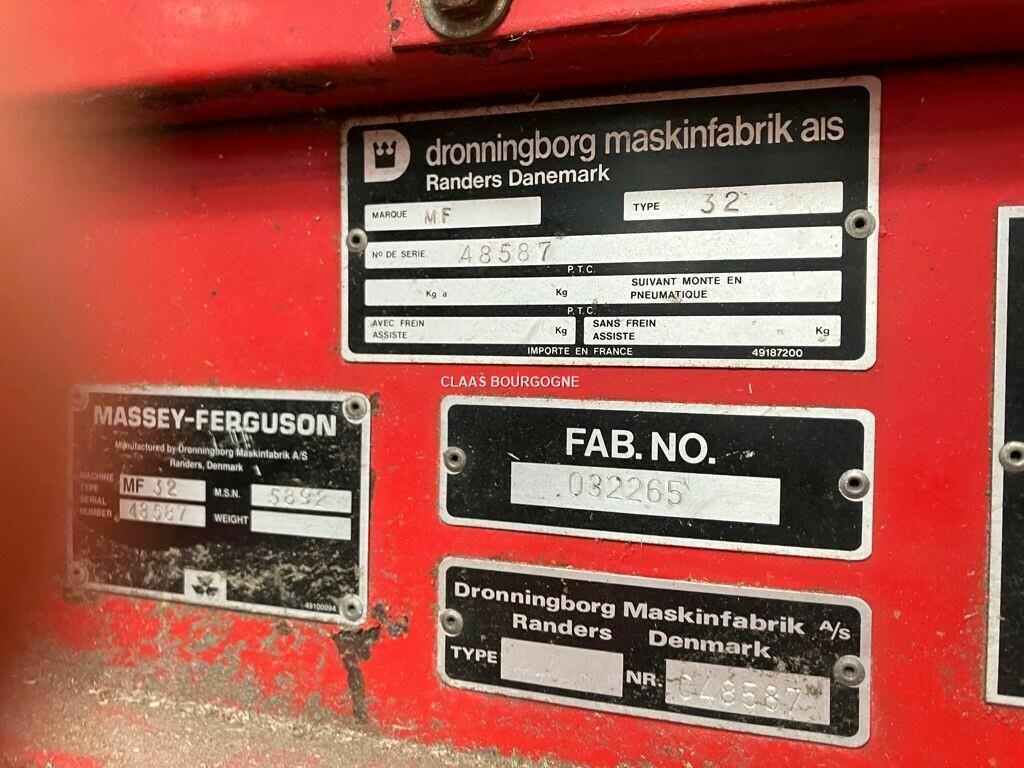 D dronningborg maskinfabrik a/s
Randers Danemark
MARQUE MF TYPE 32
No DE SERIE 48587
P.T.C.
Kg a Kg SUIVANT MONTE EN PNEUMATIQUE
P.T.C.
AVEC FREIN ASSISTE Kg SANS FREIN ASSISTE Kg
IMPORTE EN FRANCE 49187200
CLAAS BOURGOGNE
MASSEY-FERGUSON
Manufactured by Dronningborg Maskinfabrik A/S
Randers, Denmark
MACHINE TYPE MF 32 M.S.N. 5892
SERIAL NUMBER 48587 WEIGHT
49100094
FAB. NO.
032265
Dronningborg Maskinfabrik A/S
Randers Denmark
TYPE NR. 048587